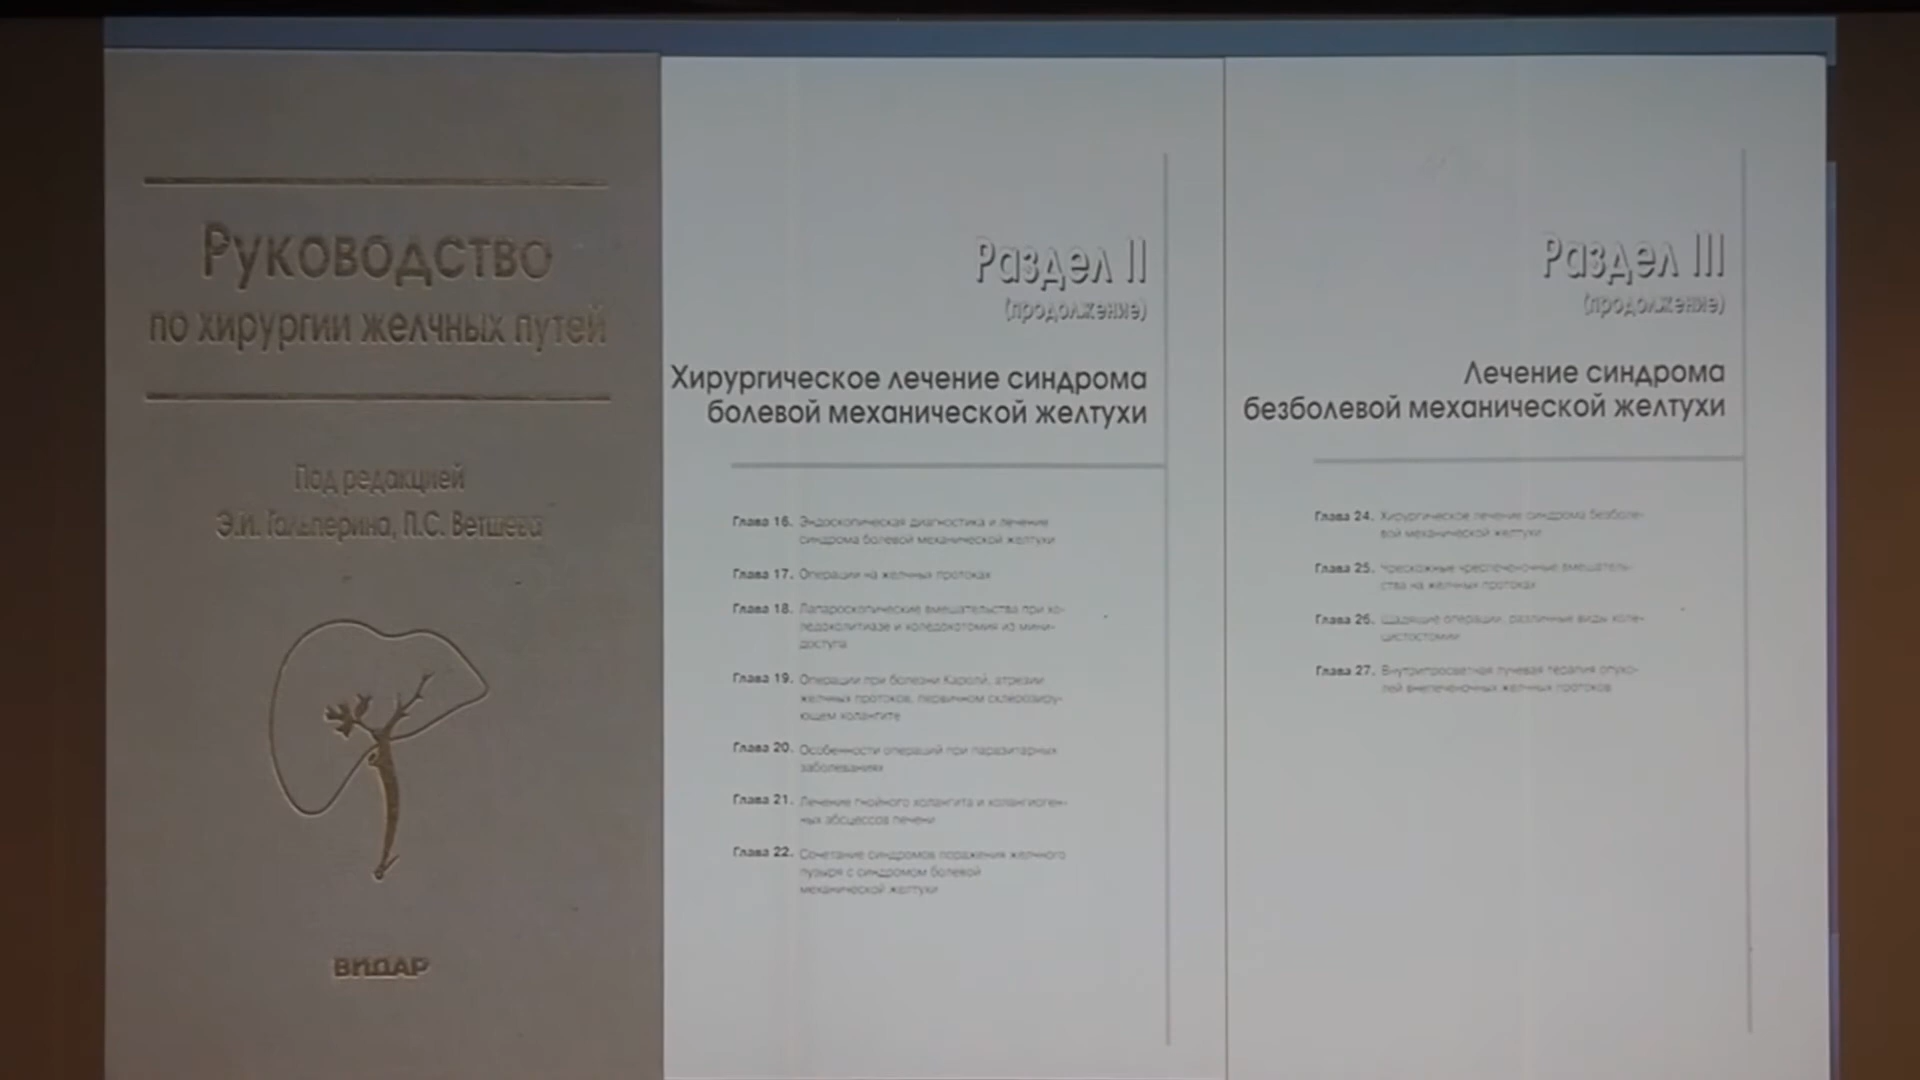 Руководство
по хирургии желчных путей
Под редакцией
Э.И. Гальперина, П.С. Ветшева
ВИДАР
Раздел II
(продолжение)
Хирургическое лечение синдрома
болевой механической желтухи
Глава 16. Эндоскопическая диагностика и лечение
синдрома болевой механической желтухи
Глава 17. Операции на желчных протоках
Глава 18. Лапароскопические вмешательства при хо-
ледохолитиазе и холедохотомия из мини-
доступа
Глава 19. Операции при болезни Кароли, атрезии
желчных протоков, первичном склерозиру-
ющем холангите
Глава 20. Особенности операций при паразитарных
заболеваниях
Глава 21. Лечение гнойного холангита и холангиоген-
ных абсцессов печени
Глава 22. Сочетание синдромов поражения желчного
пузыря с синдромом болевой
механической желтухи
Раздел III
(продолжение)
Лечение синдрома
безболевой механической желтухи
Глава 24. Хирургическое лечение синдрома безболе-
вой механической желтухи
Глава 25. Чрескожные чреспеченочные вмешатель-
ства на желчных протоках
Глава 26. Щадящие операции, различные виды холе-
цистостомии
Глава 27. Внутрипросветная лучевая терапия опухо-
лей внепеченочных желчных протоков